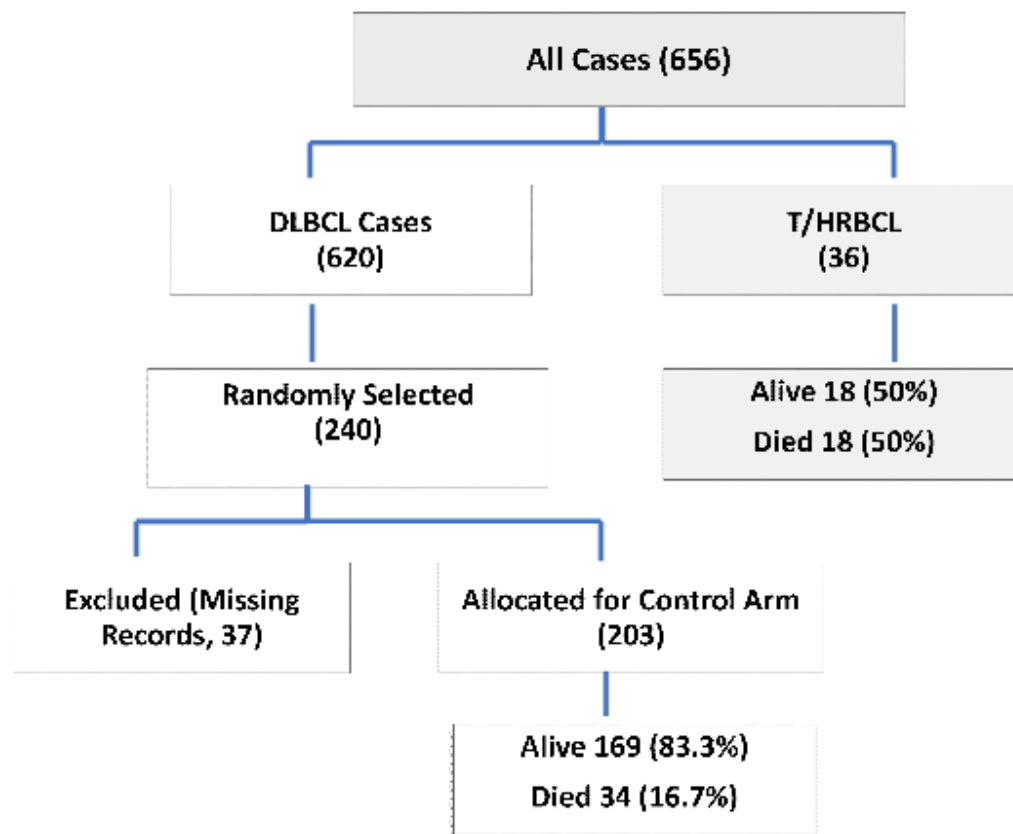 All Cases (656)
DLBCL Cases
(620)
T/HRBCL
(36)
Randomly Selected
(240)
Alive 18 (50%)
Died 18 (50%)
Excluded (Missing
Records, 37)
Allocated for Control Arm
(203)
Alive 169 (83.3%)
Died 34 (16.7%)